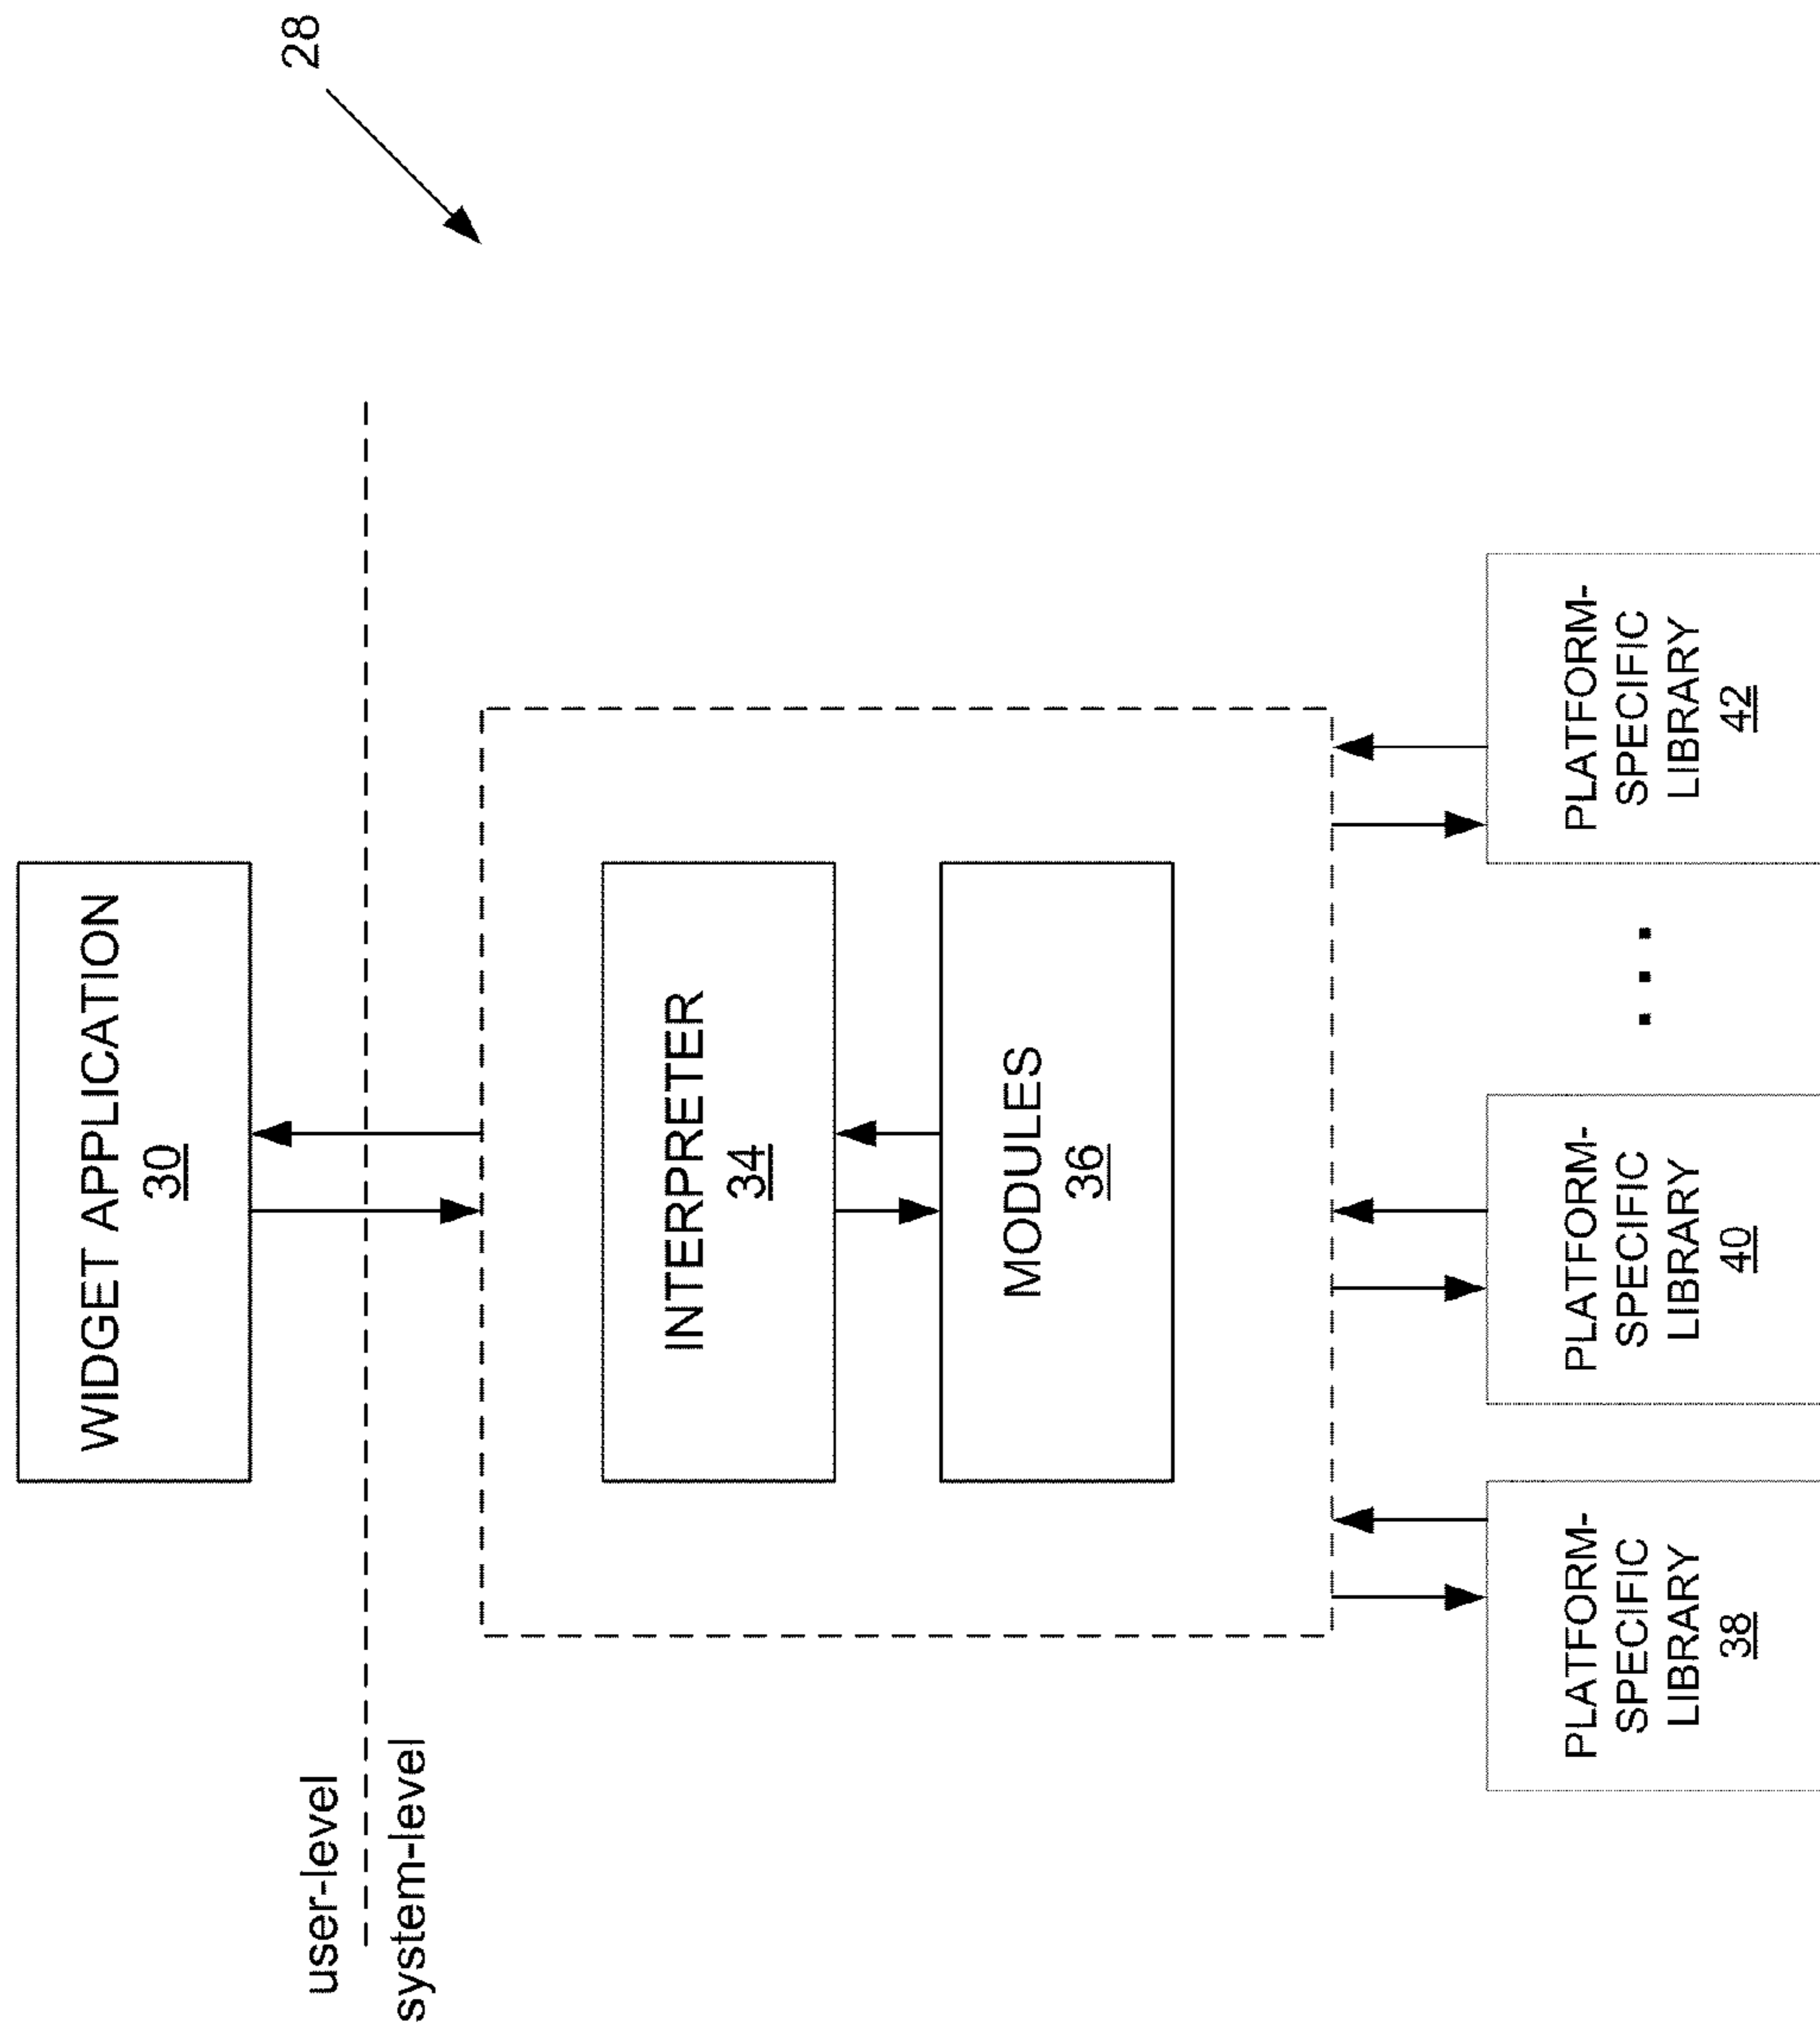 28
WIDGET APPLICATION
30
user-level
system-level
INTERPRETER
34
MODULES
36
PLATFORM-
SPECIFIC
LIBRARY
38
PLATFORM-
SPECIFIC
LIBRARY
40
. . .
PLATFORM-
SPECIFIC
LIBRARY
42